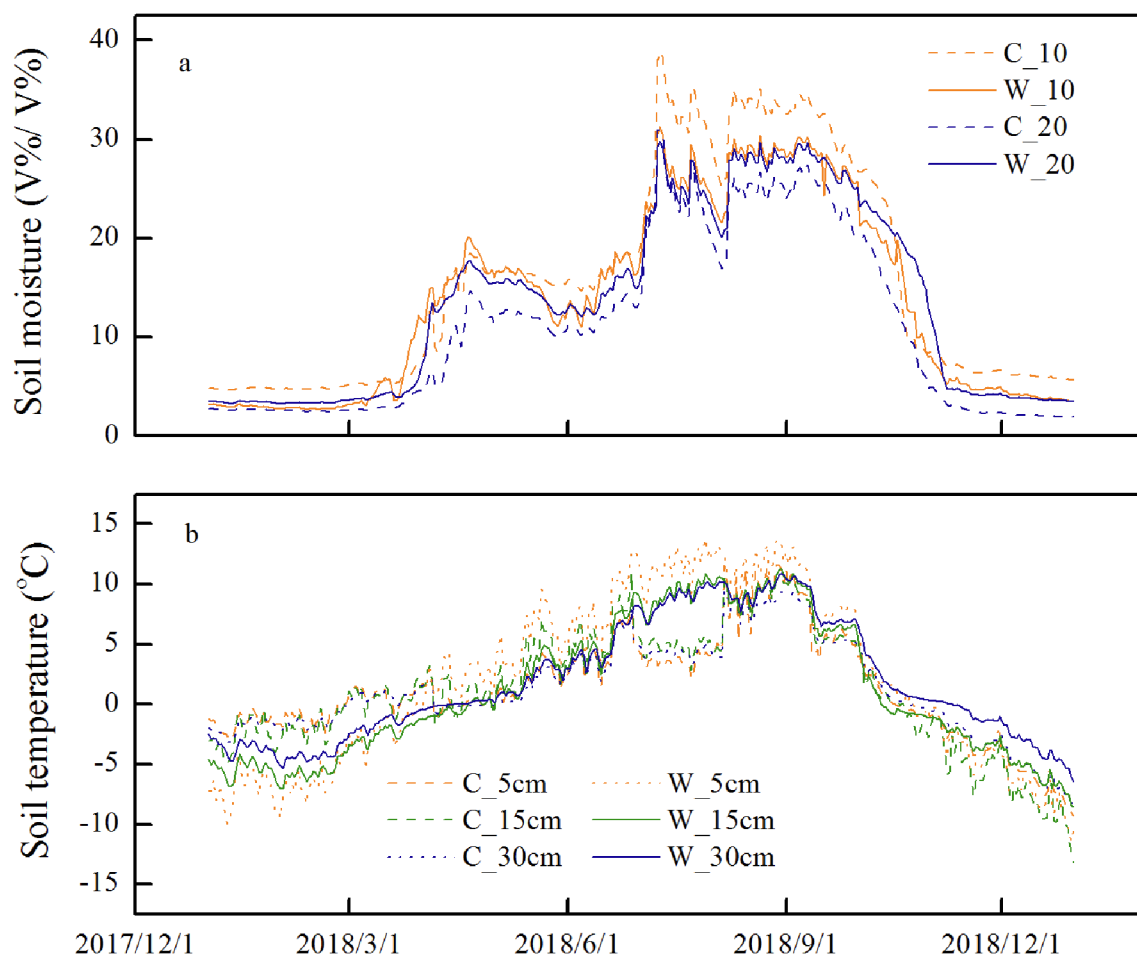 40
30
20
10
0
Soil moisture (V%/ V%)
a
C_10
W_10
C_20
W_20
15
10
5
0
-5
-10
-15
Soil temperature (°C)
b
C_5cm W_5cm
C_15cm W_15cm
C_30cm W_30cm
2017/12/1 2018/3/1 2018/6/1 2018/9/1 2018/12/1